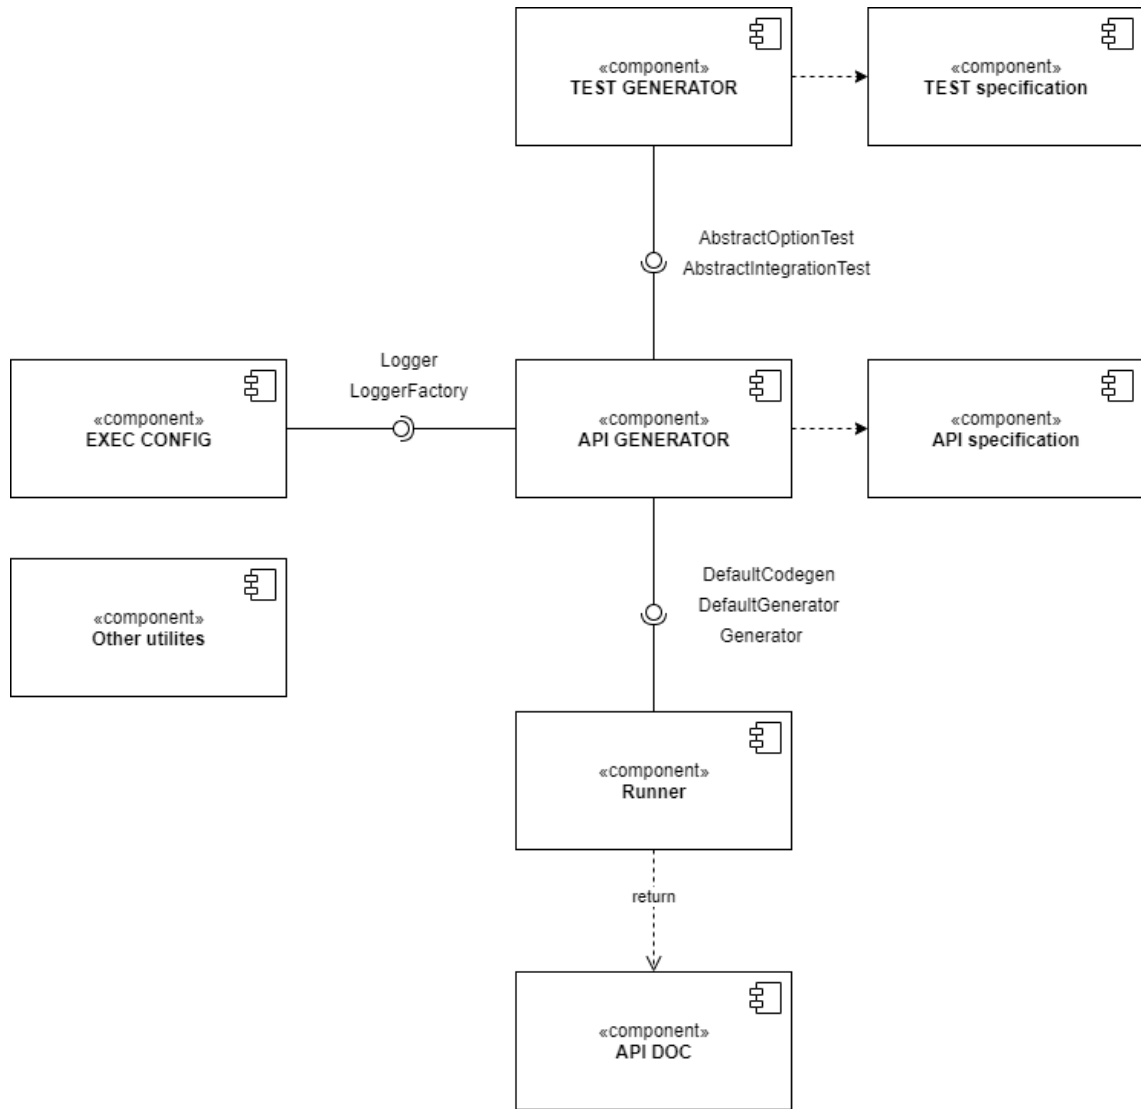 «component»
TEST GENERATOR
«component»
TEST specification
AbstractOptionTest
AbstractIntegrationTest
Logger
LoggerFactory
«component»
EXEC CONFIG
«component»
API GENERATOR
«component»
API specification
«component»
Other utilites
DefaultCodegen
DefaultGenerator
Generator
«component»
Runner
return
«component»
API DOC